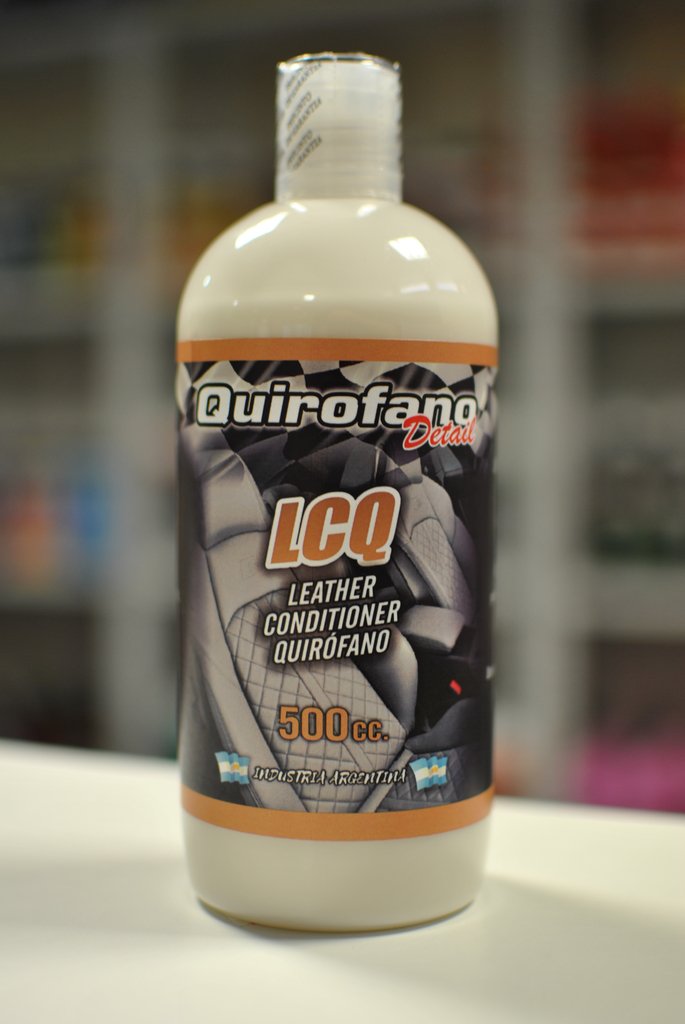 Quirofano
Detail
LCQ
LEATHER
CONDITIONER
QUIRÓFANO
500cc.
INDUSTRIA ARGENTINA